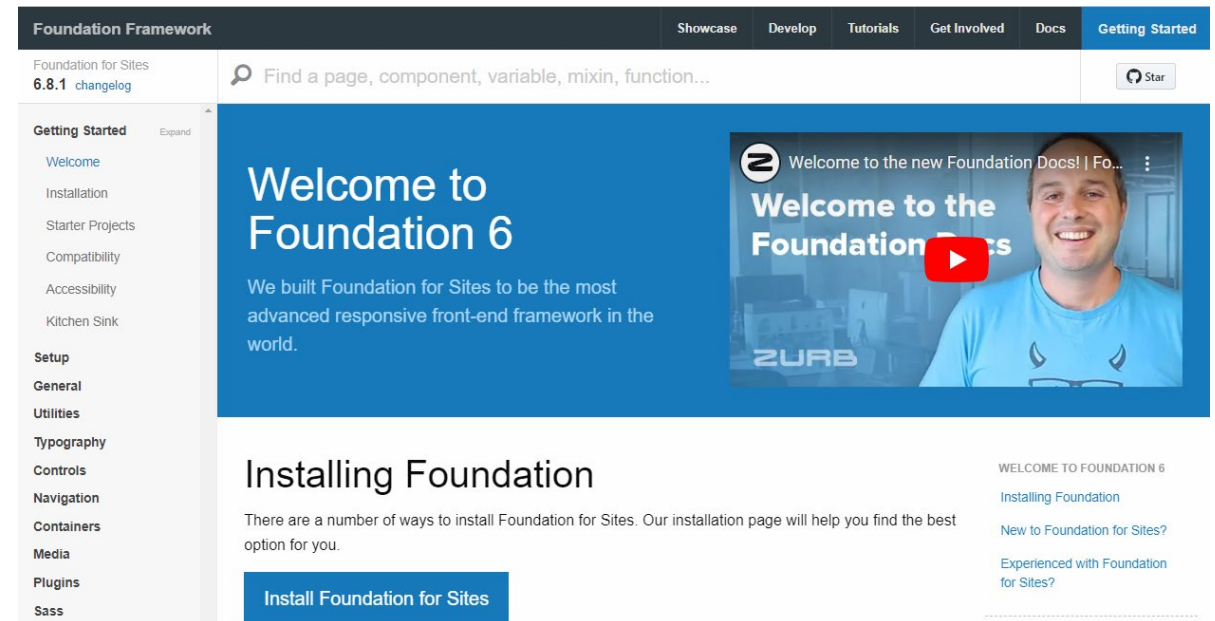 Foundation Framework
Showcase
Develop
Tutorials
Get Involved
Docs
Getting Started
Foundation for Sites
6.8.1 changelog
Find a page, component, variable, mixin, function...
Star
Getting Started Expand
Welcome
Installation
Starter Projects
Compatibility
Accessibility
Kitchen Sink
Setup
General
Utilities
Typography
Controls
Navigation
Containers
Media
Plugins
Sass
Welcome to
Foundation 6
We built Foundation for Sites to be the most
advanced responsive front-end framework in the
world.
Welcome to the new Foundation Docs! | Fo...
Welcome to the
Foundation
ZURB
Installing Foundation
There are a number of ways to install Foundation for Sites. Our installation page will help you find the best
option for you.
Install Foundation for Sites
WELCOME TO FOUNDATION 6
Installing Foundation
New to Foundation for Sites?
Experienced with Foundation
for Sites?